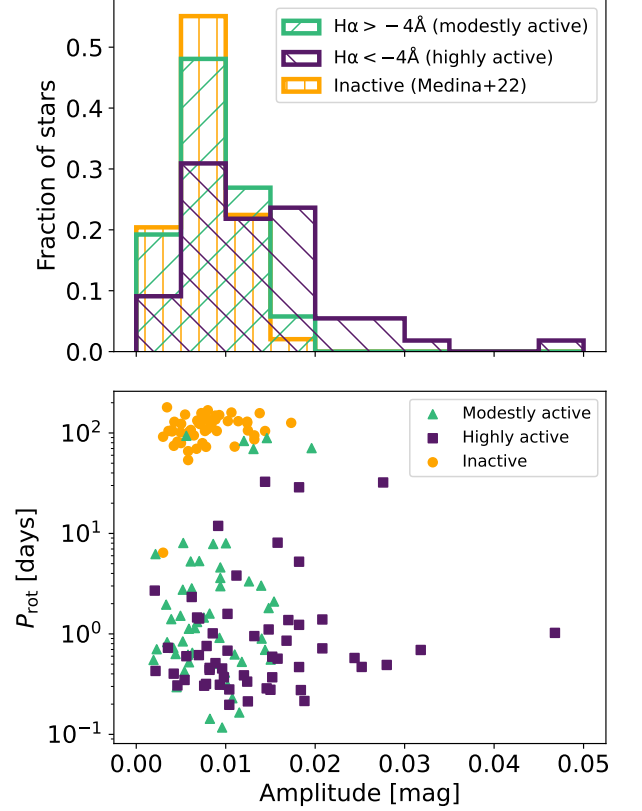 Hα > −4Å (modestly active)
Hα < −4Å (highly active)
Inactive (Medina+22)
Fraction of stars
0.5
0.4
0.3
0.2
0.1
0.0
Modestly active
Highly active
Inactive
P_rot [days]
10^2
10^1
10^0
10^−1
0.00 0.01 0.02 0.03 0.04 0.05
Amplitude [mag]